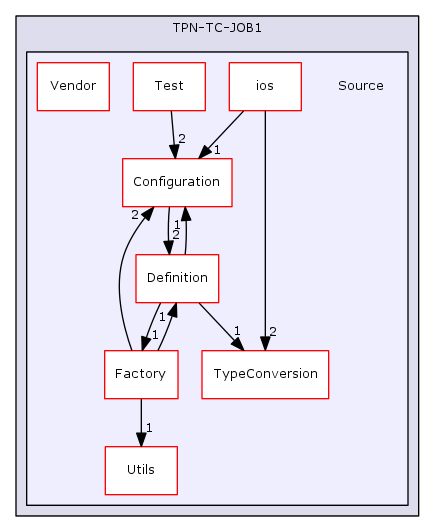 TPN-TC-JOB1
Vendor
Test
ios
Source
2
1
Configuration
2
1
2
Definition
1
1
1
2
Factory
TypeConversion
1
Utils